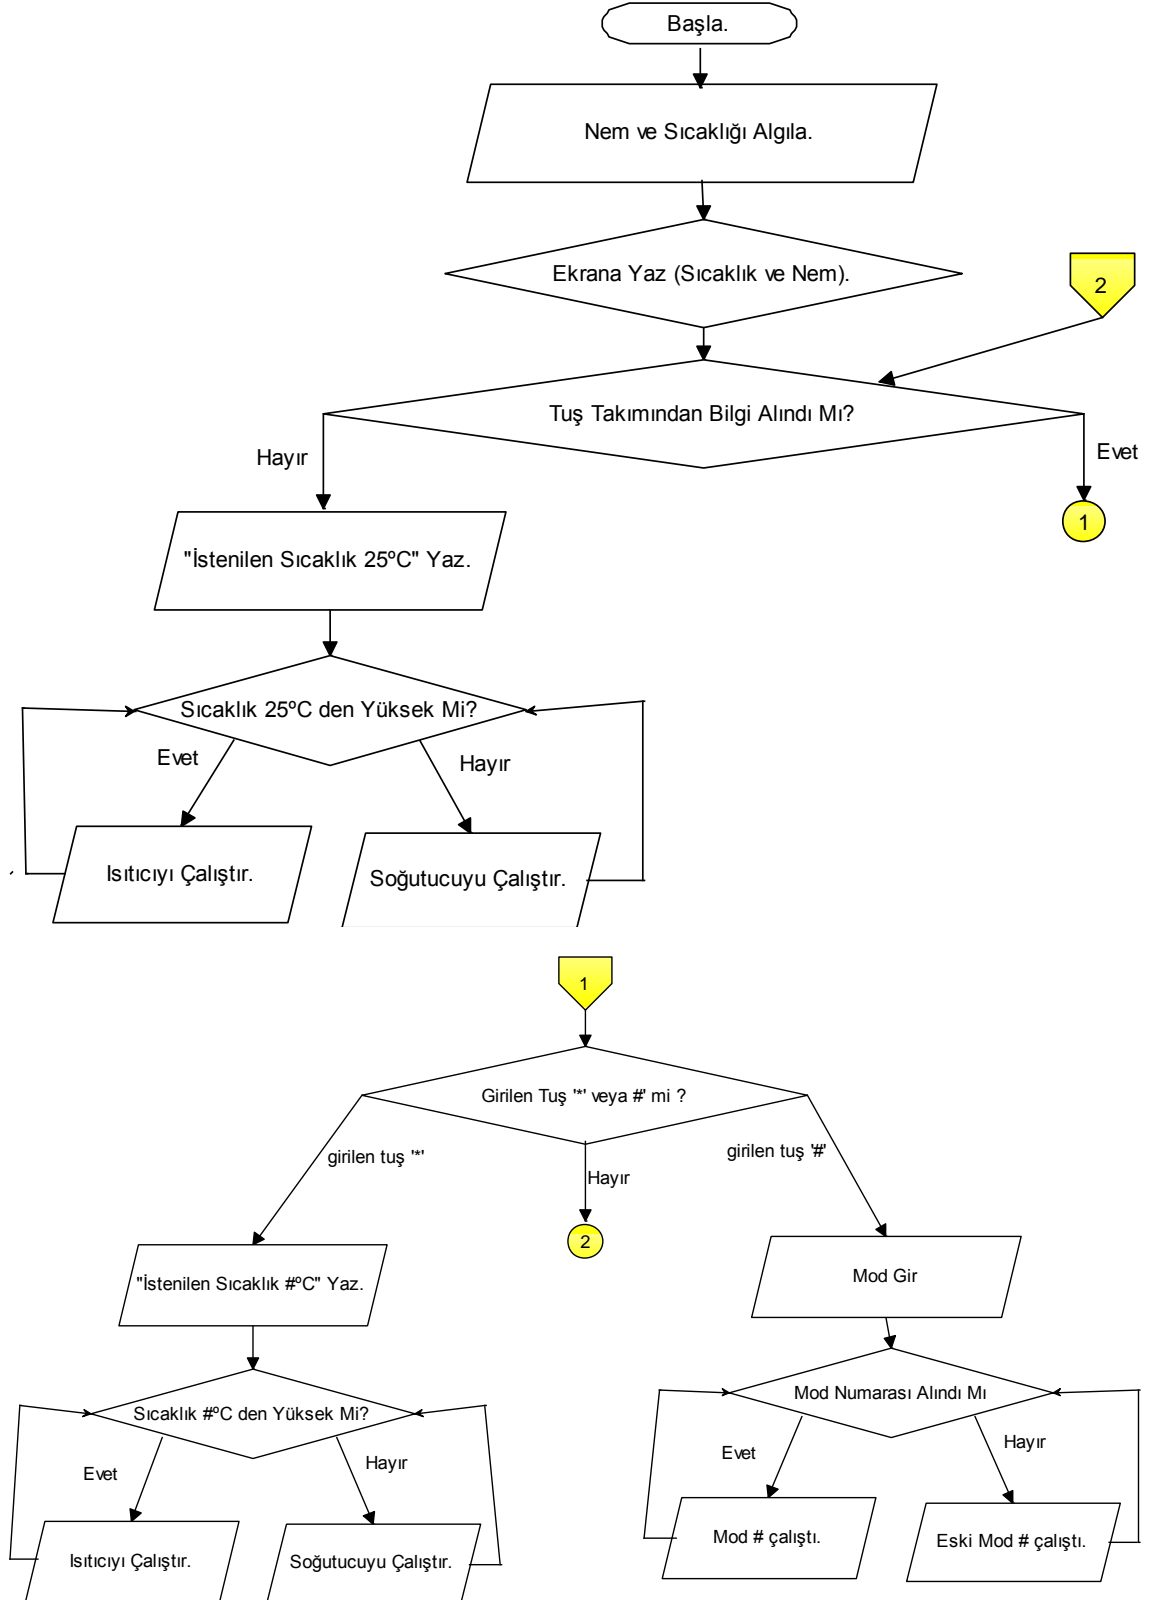 Başla.
Nem ve Sıcaklığı Algıla.
Ekrana Yaz (Sıcaklık ve Nem).
2
Tuş Takımından Bilgi Alındı Mı?
Hayır
Evet
1
"İstenilen Sıcaklık 25ºC" Yaz.
Sıcaklık 25ºC den Yüksek Mi?
Evet
Hayır
Isıtıcıyı Çalıştır.
Soğutucuyu Çalıştır.
1
Girilen Tuş '*' veya #' mi ?
girilen tuş '*'
Hayır
girilen tuş '#'
2
"İstenilen Sıcaklık #ºC" Yaz.
Mod Gir
Sıcaklık #ºC den Yüksek Mi?
Mod Numarası Alındı Mı
Evet
Hayır
Evet
Hayır
Isıtıcıyı Çalıştır.
Soğutucuyu Çalıştır.
Mod # çalıştı.
Eski Mod # çalıştı.